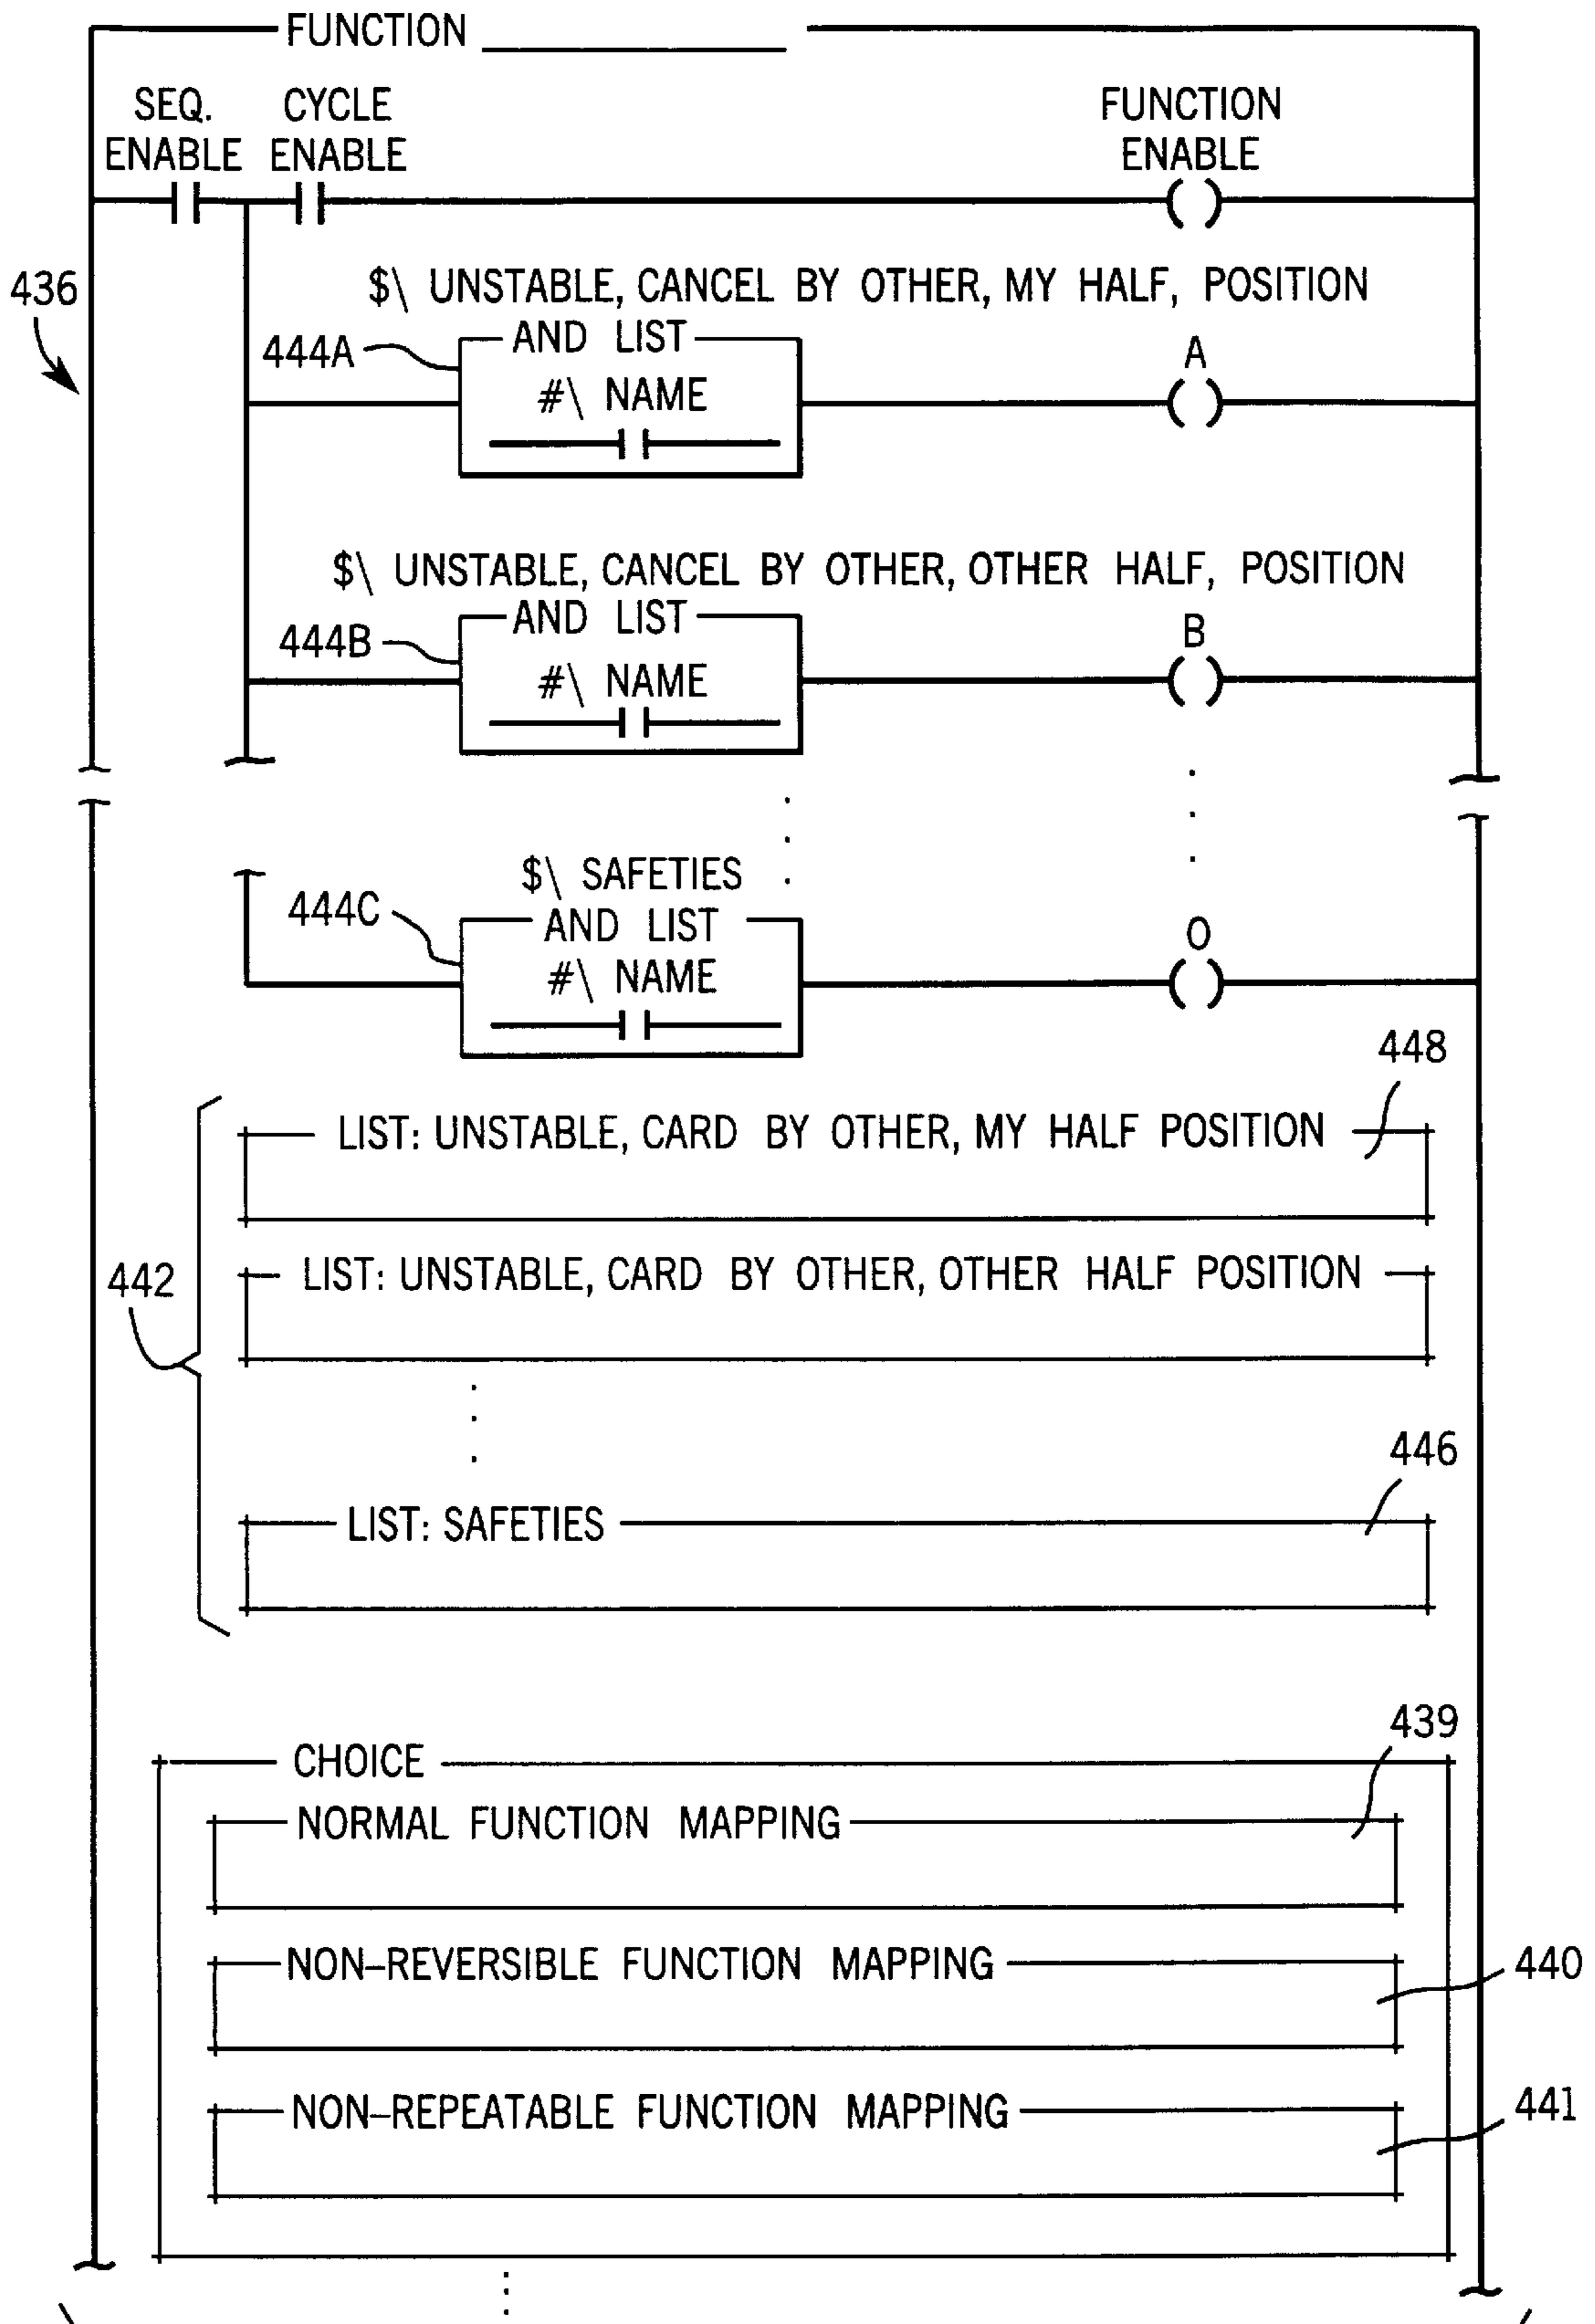 FUNCTION
SEQ. ENABLE
CYCLE ENABLE
FUNCTION ENABLE
436
$\ UNSTABLE, CANCEL BY OTHER, MY HALF, POSITION
444A
AND LIST
A
#\ NAME
$\ UNSTABLE, CANCEL BY OTHER, OTHER HALF, POSITION
444B
AND LIST
B
#\ NAME
$\ SAFETIES
444C
AND LIST
O
#\ NAME
448
LIST: UNSTABLE, CARD BY OTHER, MY HALF POSITION
442
LIST: UNSTABLE, CARD BY OTHER, OTHER HALF POSITION
446
LIST: SAFETIES
439
CHOICE
NORMAL FUNCTION MAPPING
NON-REVERSIBLE FUNCTION MAPPING
440
NON-REPEATABLE FUNCTION MAPPING
441